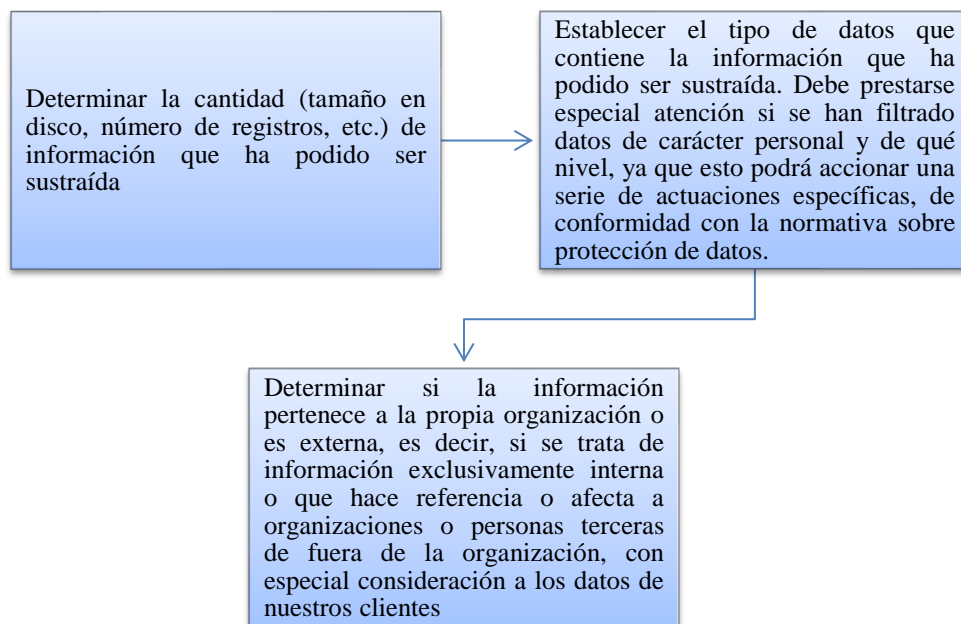 Determinar la cantidad (tamaño en
disco, número de registros, etc.) de
información que ha podido ser
sustraída
Establecer el tipo de datos que
contiene la información que ha
podido ser sustraída. Debe prestarse
especial atención si se han filtrado
datos de carácter personal y de qué
nivel, ya que esto podrá accionar una
serie de actuaciones específicas, de
conformidad con la normativa sobre
protección de datos.
Determinar si la información
pertenece a la propia organización o
es externa, es decir, si se trata de
información exclusivamente interna
o que hace referencia o afecta a
organizaciones o personas terceras
de fuera de la organización, con
especial consideración a los datos de
nuestros clientes